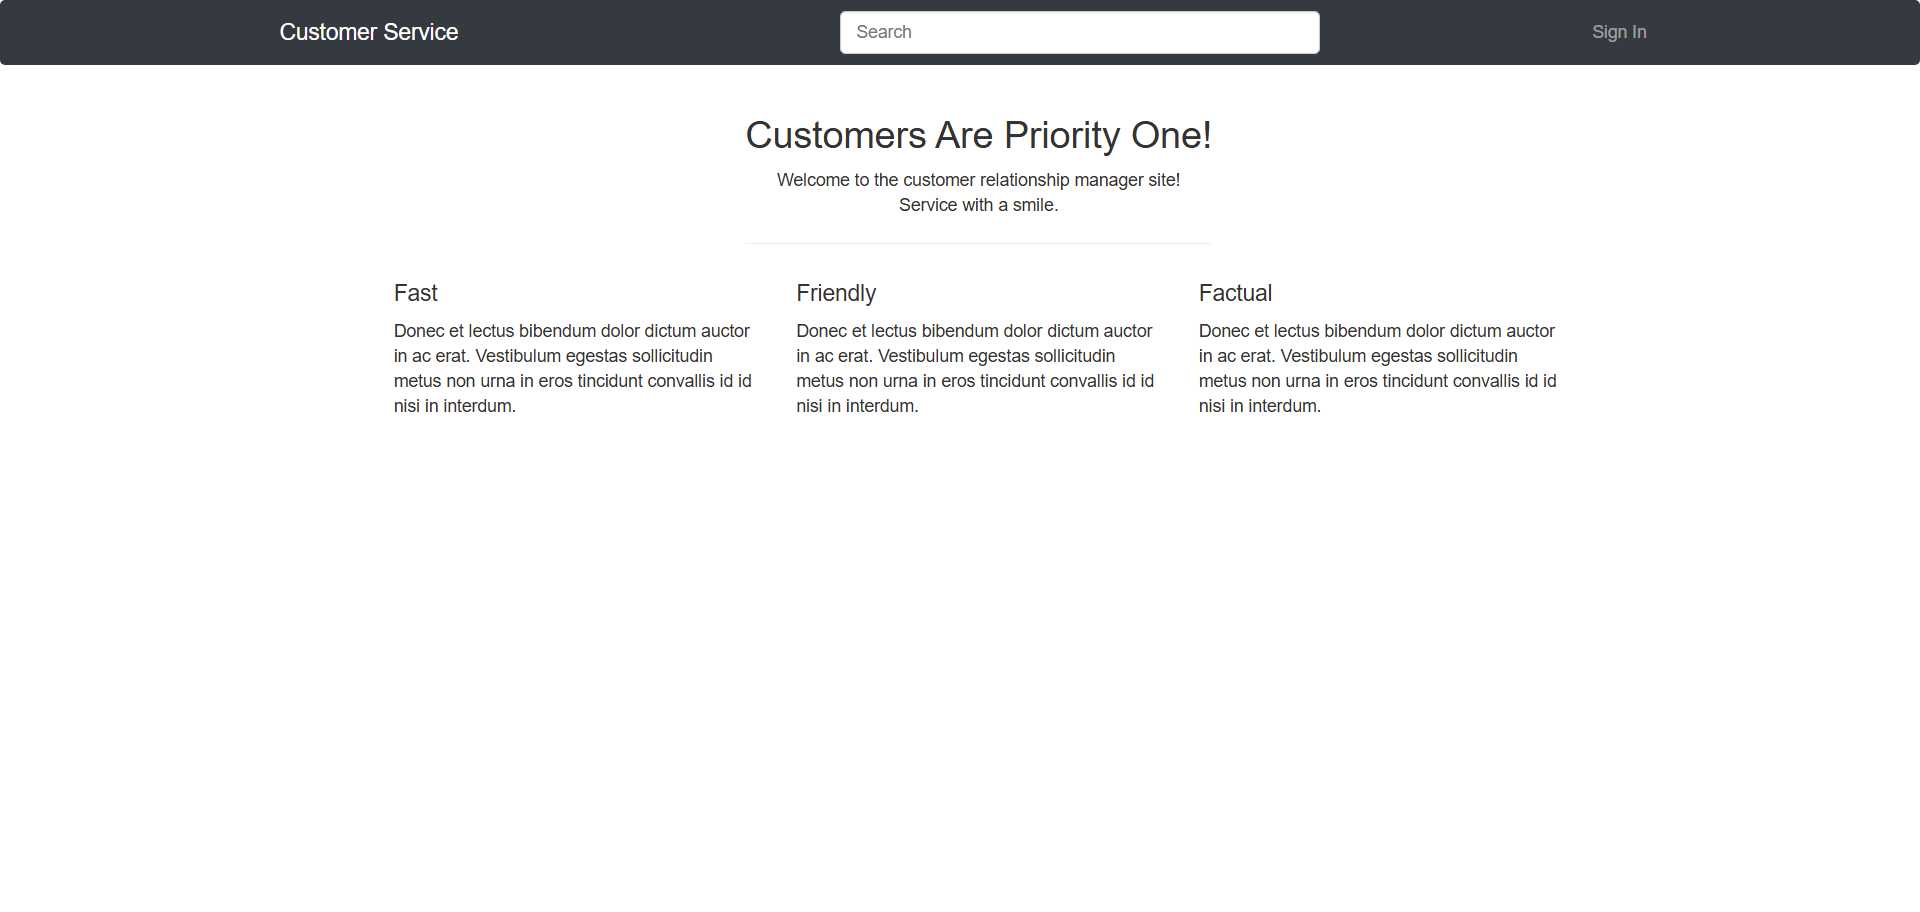 Customer Service
Search
Sign In
Customers Are Priority One!
Welcome to the customer relationship manager site!
Service with a smile.
Fast
Donec et lectus bibendum dolor dictum auctor
in ac erat. Vestibulum egestas sollicitudin
metus non urna in eros tincidunt convallis id id
nisi in interdum.
Friendly
Donec et lectus bibendum dolor dictum auctor
in ac erat. Vestibulum egestas sollicitudin
metus non urna in eros tincidunt convallis id id
nisi in interdum.
Factual
Donec et lectus bibendum dolor dictum auctor
in ac erat. Vestibulum egestas sollicitudin
metus non urna in eros tincidunt convallis id id
nisi in interdum.